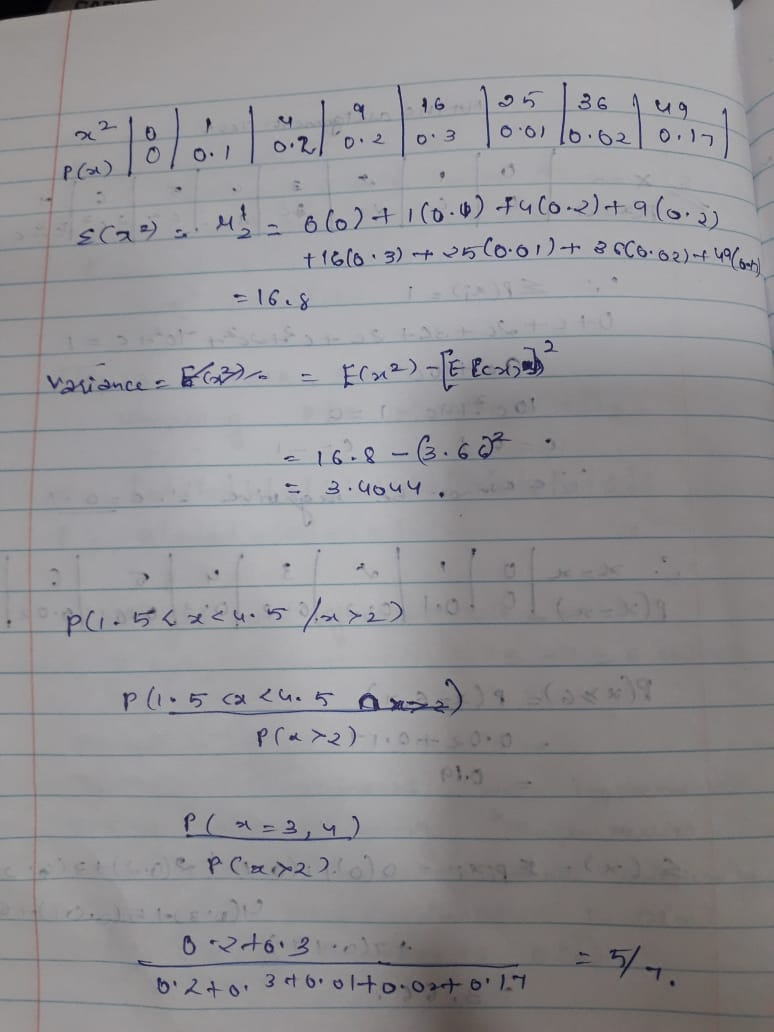 x² | 0 | 1 | 4 | 9 | 16 | 25 | 36 | 49 |
P(x) | 0 | 0.1 | 0.2 | 0.2 | 0.3 | 0.01 | 0.02 | 0.17 |
E(x²) = μ₂¹ = 0(0) + 1(0.1) + 4(0.2) + 9(0.2)
+16(0.3) + 25(0.01) + 36(0.02) + 49(0.17)
= 16.8
Variance = = E(x²) - [E(x)]²
= 16.8 - (3.66)²
= 3.4044.
P(1.5 < x < 4.5 / x > 2)
P(1.5 < x < 4.5 ∩ x > 2)
P(x > 2)
P(x = 3, 4)
P(x > 2)
0.2 + 0.3
0.2 + 0.3 + 0.01 + 0.02 + 0.17 = 5/7.